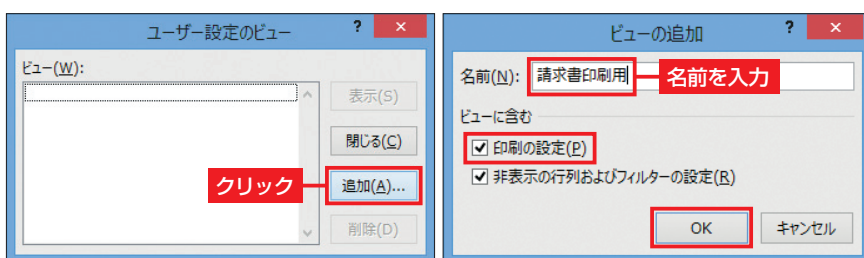 ユーザー設定のビュー ? ×
ビュー(W):
表示(S)
閉じる(C)
クリック
追加(A)...
削除(D)
ビューの追加 ? ×
名前(N): 請求書印刷用 名前を入力
ビューに含む
印刷の設定(P)
非表示の行列およびフィルターの設定(R)
OK キャンセル